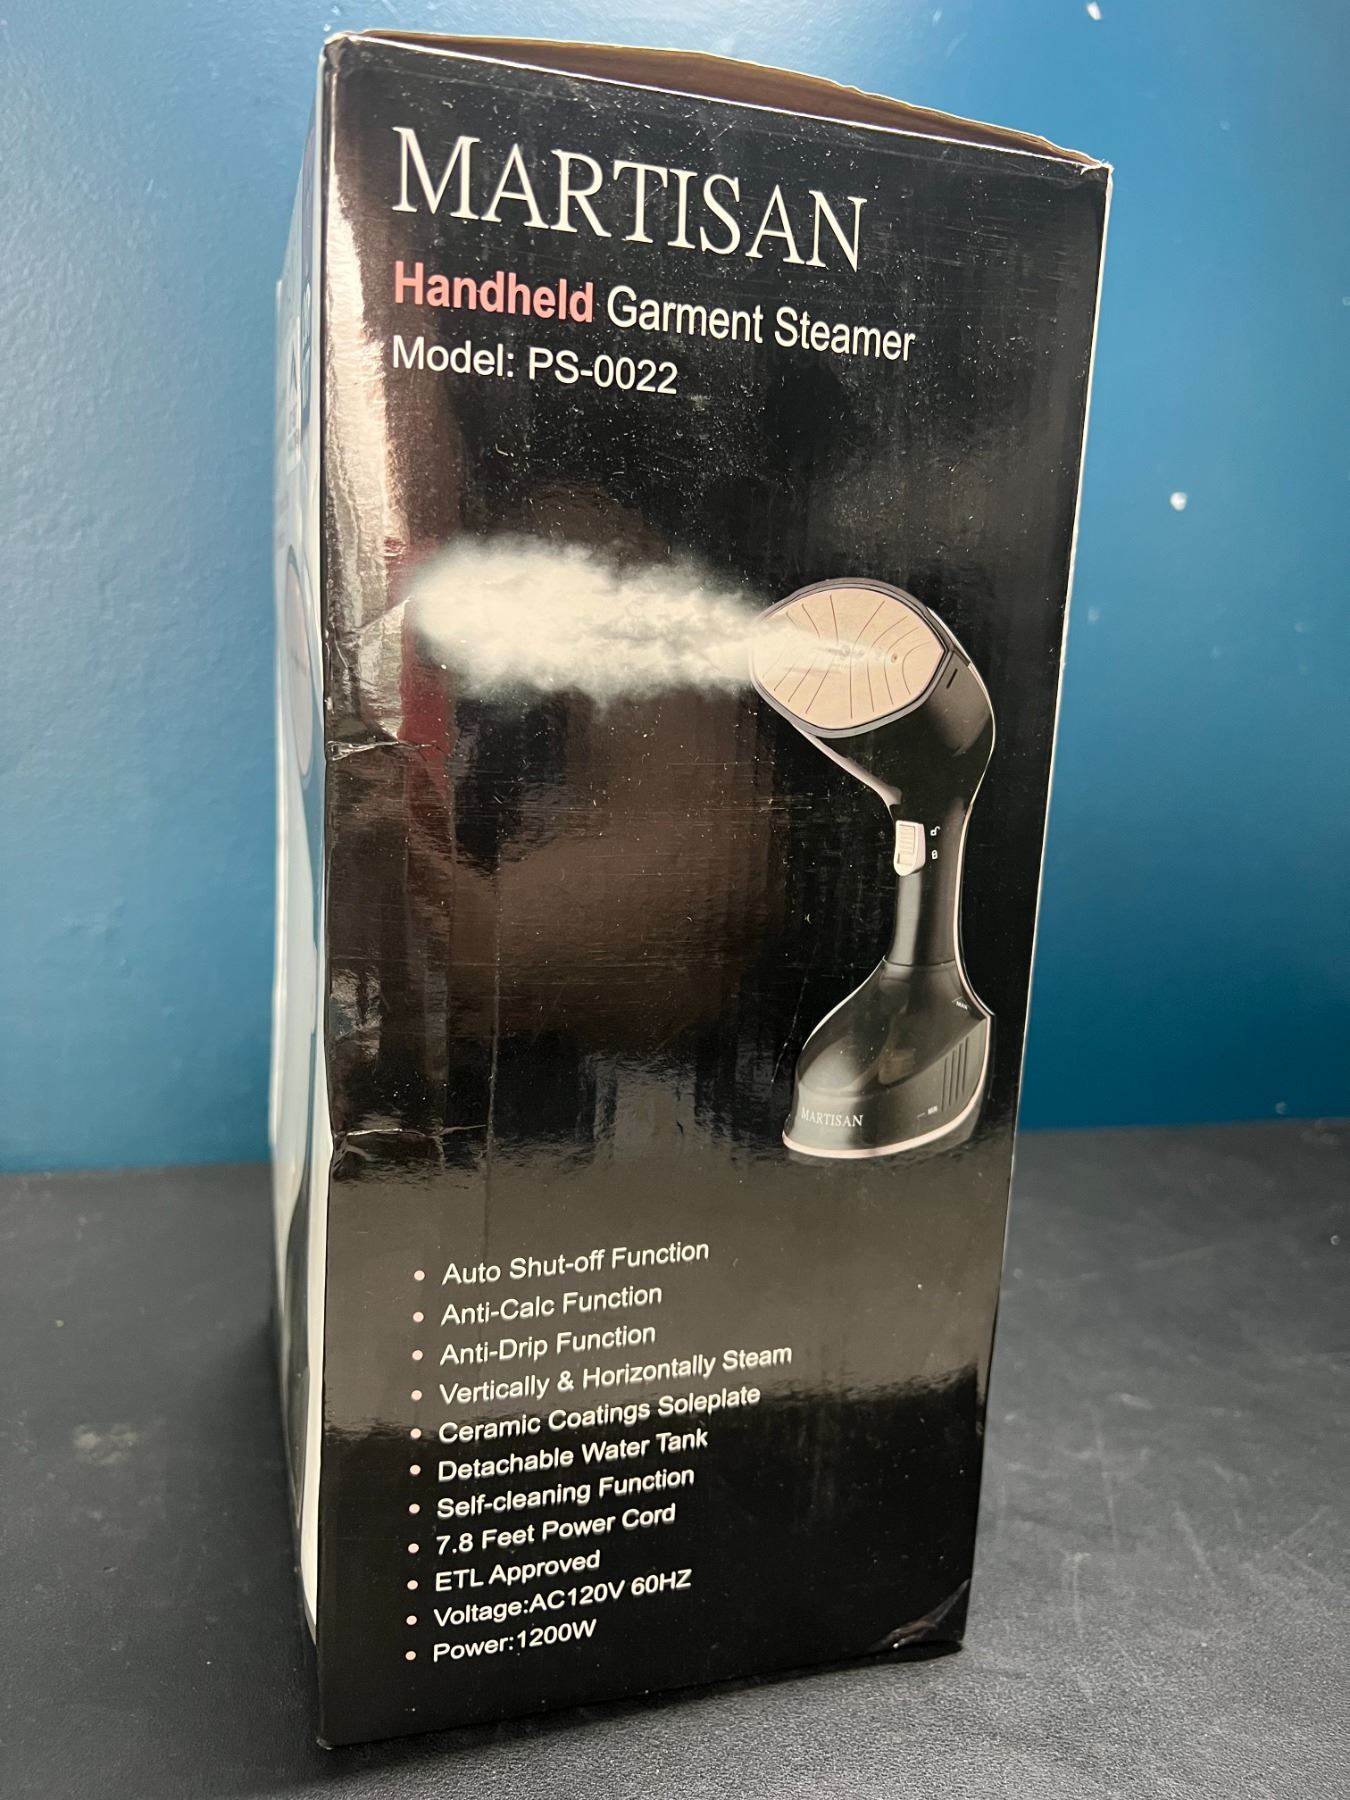 MARTISAN
Handheld Garment Steamer
Model: PS-0022
MARTISAN
Auto Shut-off Function
Anti-Calc Function
Anti-Drip Function
Vertically & Horizontally Steam
Ceramic Coatings Soleplate
Detachable Water Tank
Self-cleaning Function
7.8 Feet Power Cord
ETL Approved
Voltage:AC120V 60HZ
Power:1200W